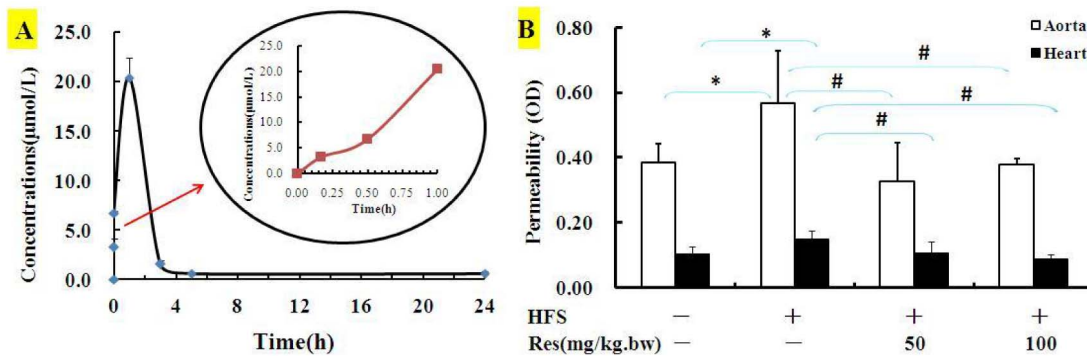 A
Concentrations(μmol/L)
25.0
20.0
15.0
10.0
5.0
0.0
0 4 8 12 16 20 24
Time(h)
Concentrations(μmol/L)
25.0
20.0
15.0
10.0
5.0
0.0
0.00 0.25 0.50 0.75 1.00
Time(h)
B
Permeability (OD)
0.80
0.60
0.40
0.20
0.00
Aorta
Heart
*
*
#
#
#
#
HFS — + + +
Res(mg/kg.bw) — — 50 100